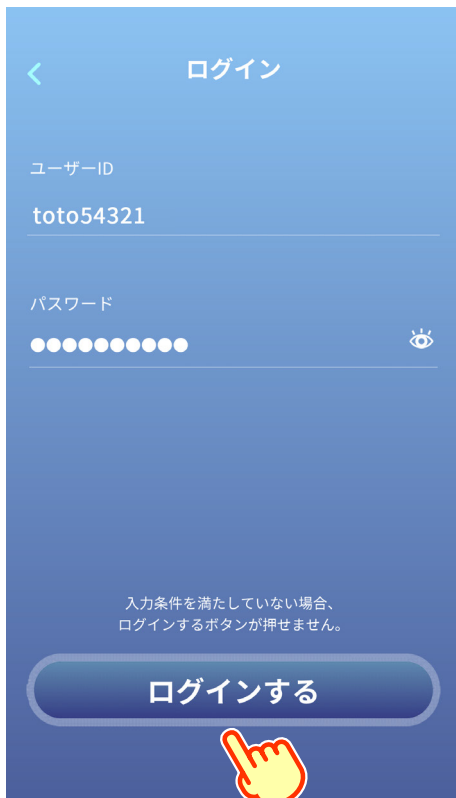 ログイン
ユーザーID
toto54321
パスワード
●●●●●●●●●●
入力条件を満たしていない場合、
ログインするボタンが押せません。
ログインする